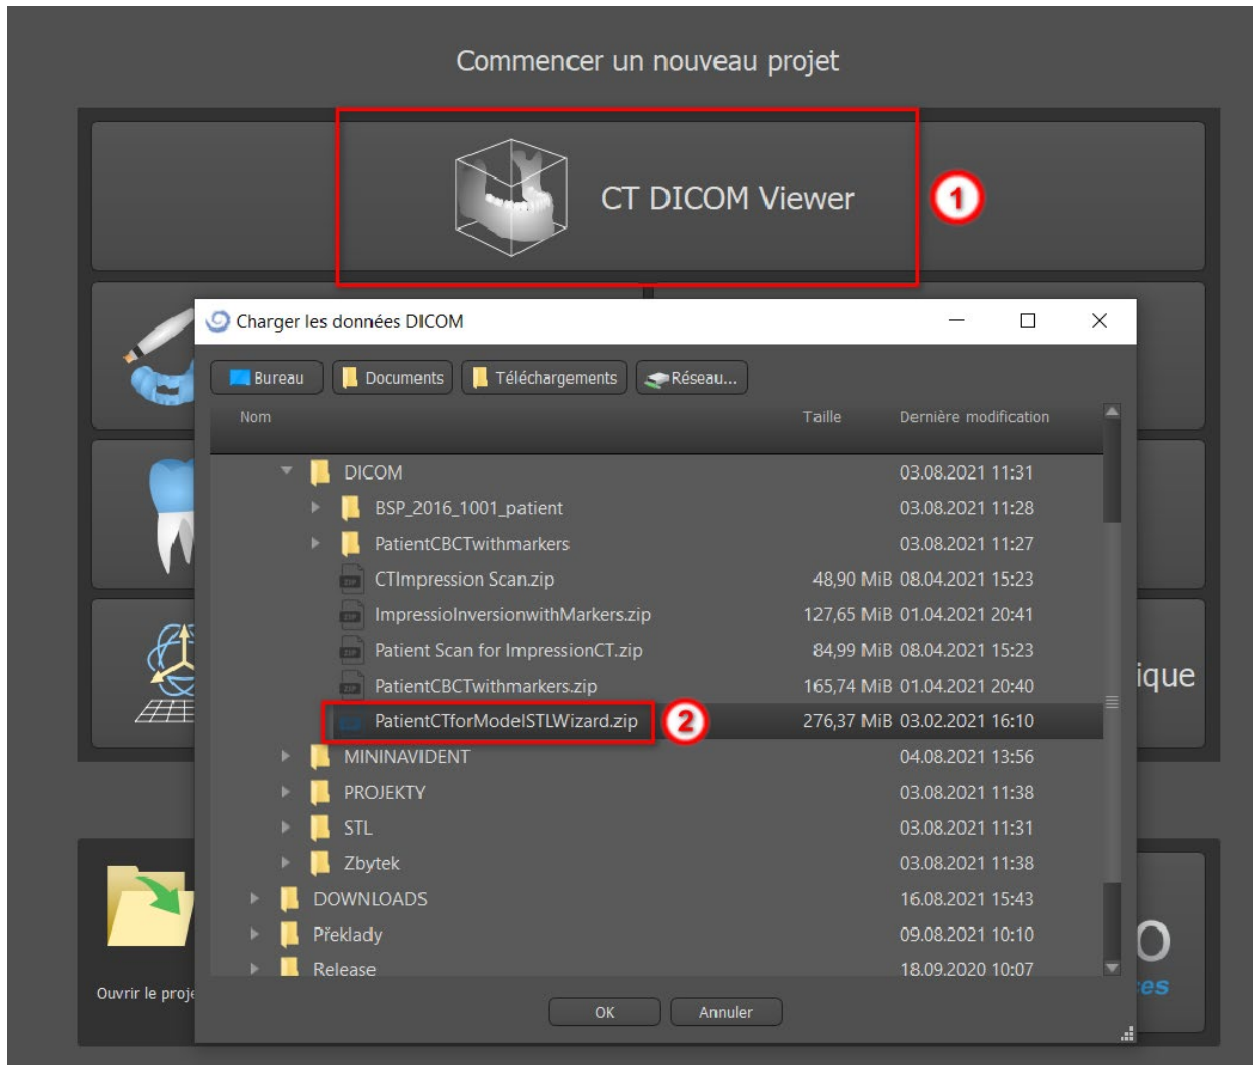 Commencer un nouveau projet
CT DICOM Viewer
1
Charger les données DICOM
Bureau Documents Téléchargements Réseau...
Nom Taille Dernière modification
DICOM 03.08.2021 11:31
BSP_2016_1001_patient 03.08.2021 11:28
PatientCBCTwithmarkers 03.08.2021 11:27
CTImpression Scan.zip 48,90 MiB 08.04.2021 15:23
ImpressioInversionwithMarkers.zip 127,65 MiB 01.04.2021 20:41
Patient Scan for ImpressionCT.zip 84,99 MiB 08.04.2021 15:23
PatientCBCTwithmarkers.zip 165,74 MiB 01.04.2021 20:40
ique
PatientCTforModelSTLWizard.zip 2 276,37 MiB 03.02.2021 16:10
MININAVIDENT 04.08.2021 13:56
PROJEKTY 03.08.2021 11:38
STL 03.08.2021 11:31
Zbytek 03.08.2021 11:38
DOWNLOADS 16.08.2021 15:43
Překlady 09.08.2021 10:10
O
Release 18.09.2020 10:07
Ouvrir le proje
ces
OK Annuler